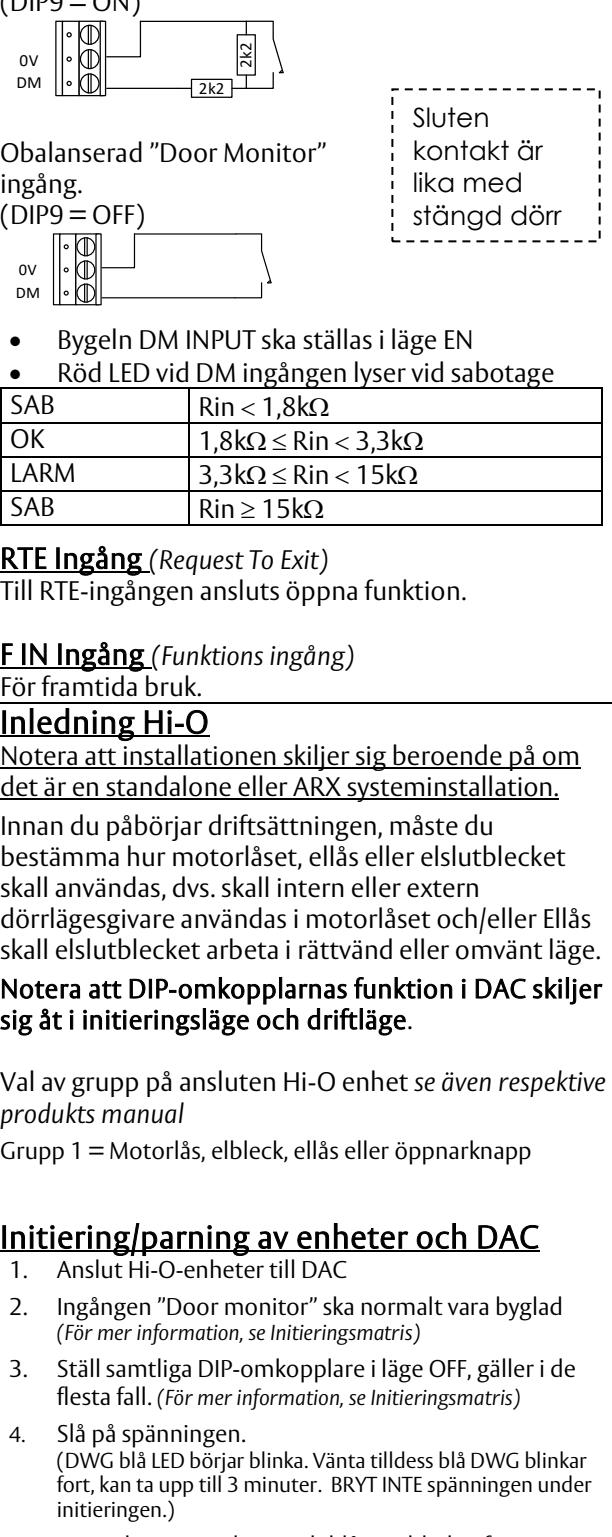 (DIP9 = ON)
0V
DM
2k2
2k2
Sluten
kontakt är
lika med
stängd dörr
Obalanserad ”Door Monitor”
ingång.
(DIP9 = OFF)
0V
DM
• Bygeln DM INPUT ska ställas i läge EN
• Röd LED vid DM ingången lyser vid sabotage
SAB Rin < 1,8kΩ
OK 1,8kΩ ≤ Rin < 3,3kΩ
LARM 3,3kΩ ≤ Rin < 15kΩ
SAB Rin ≥ 15kΩ
RTE Ingång (Request To Exit)
Till RTE-ingången ansluts öppna funktion.
F IN Ingång (Funktions ingång)
För framtida bruk.
Inledning Hi-O
Notera att installationen skiljer sig beroende på om
det är en standalone eller ARX systeminstallation.
Innan du påbörjar driftsättningen, måste du
bestämma hur motorlåset, ellås eller elslutblecket
skall användas, dvs. skall intern eller extern
dörrlägesgivare användas i motorlåset och/eller Ellås
skall elslutblecket arbeta i rättvänd eller omvänt läge.
Notera att DIP-omkopplarnas funktion i DAC skiljer
sig åt i initieringsläge och driftläge.
Val av grupp på ansluten Hi-O enhet se även respektive
produkts manual
Grupp 1 = Motorlås, elbleck, ellås eller öppnarknapp
Initiering/parning av enheter och DAC
1. Anslut Hi-O-enheter till DAC
2. Ingången ”Door monitor” ska normalt vara byglad
(För mer information, se Initieringsmatris)
3. Ställ samtliga DIP-omkopplare i läge OFF, gäller i de
flesta fall. (För mer information, se Initieringsmatris)
4. Slå på spänningen.
(DWG blå LED börjar blinka. Vänta tilldess blå DWG blinkar
fort, kan ta upp till 3 minuter. BRYT INTE spänningen under
initieringen.)